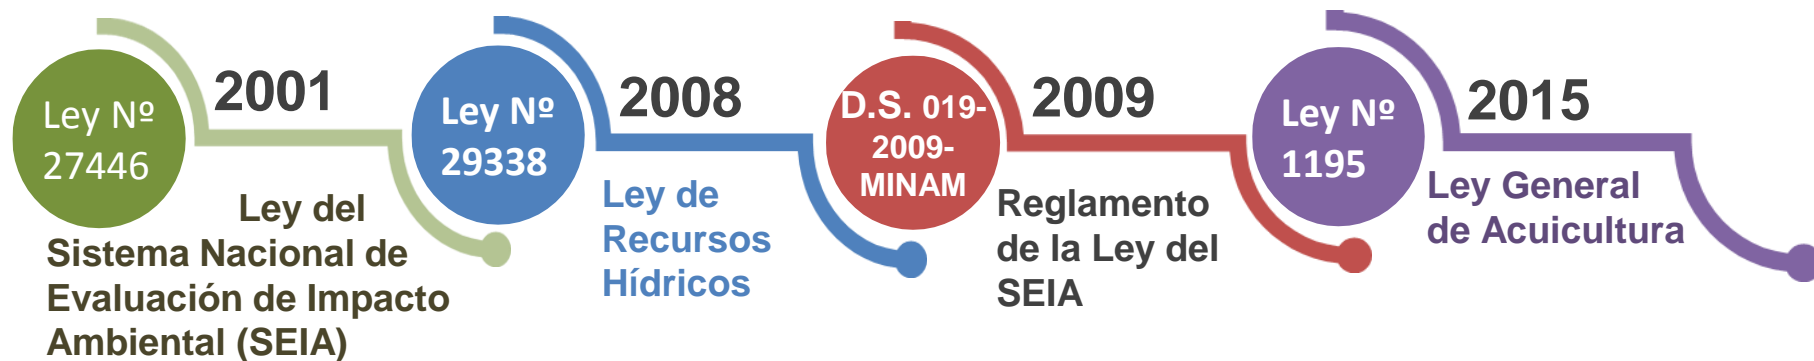 Ley Nº
27446
2001
Ley del
Sistema Nacional de
Evaluación de Impacto
Ambiental (SEIA)
Ley Nº
29338
2008
Ley de
Recursos
Hídricos
D.S. 019-
2009-
MINAM
2009
Reglamento
de la Ley del
SEIA
Ley Nº
1195
2015
Ley General
de Acuicultura